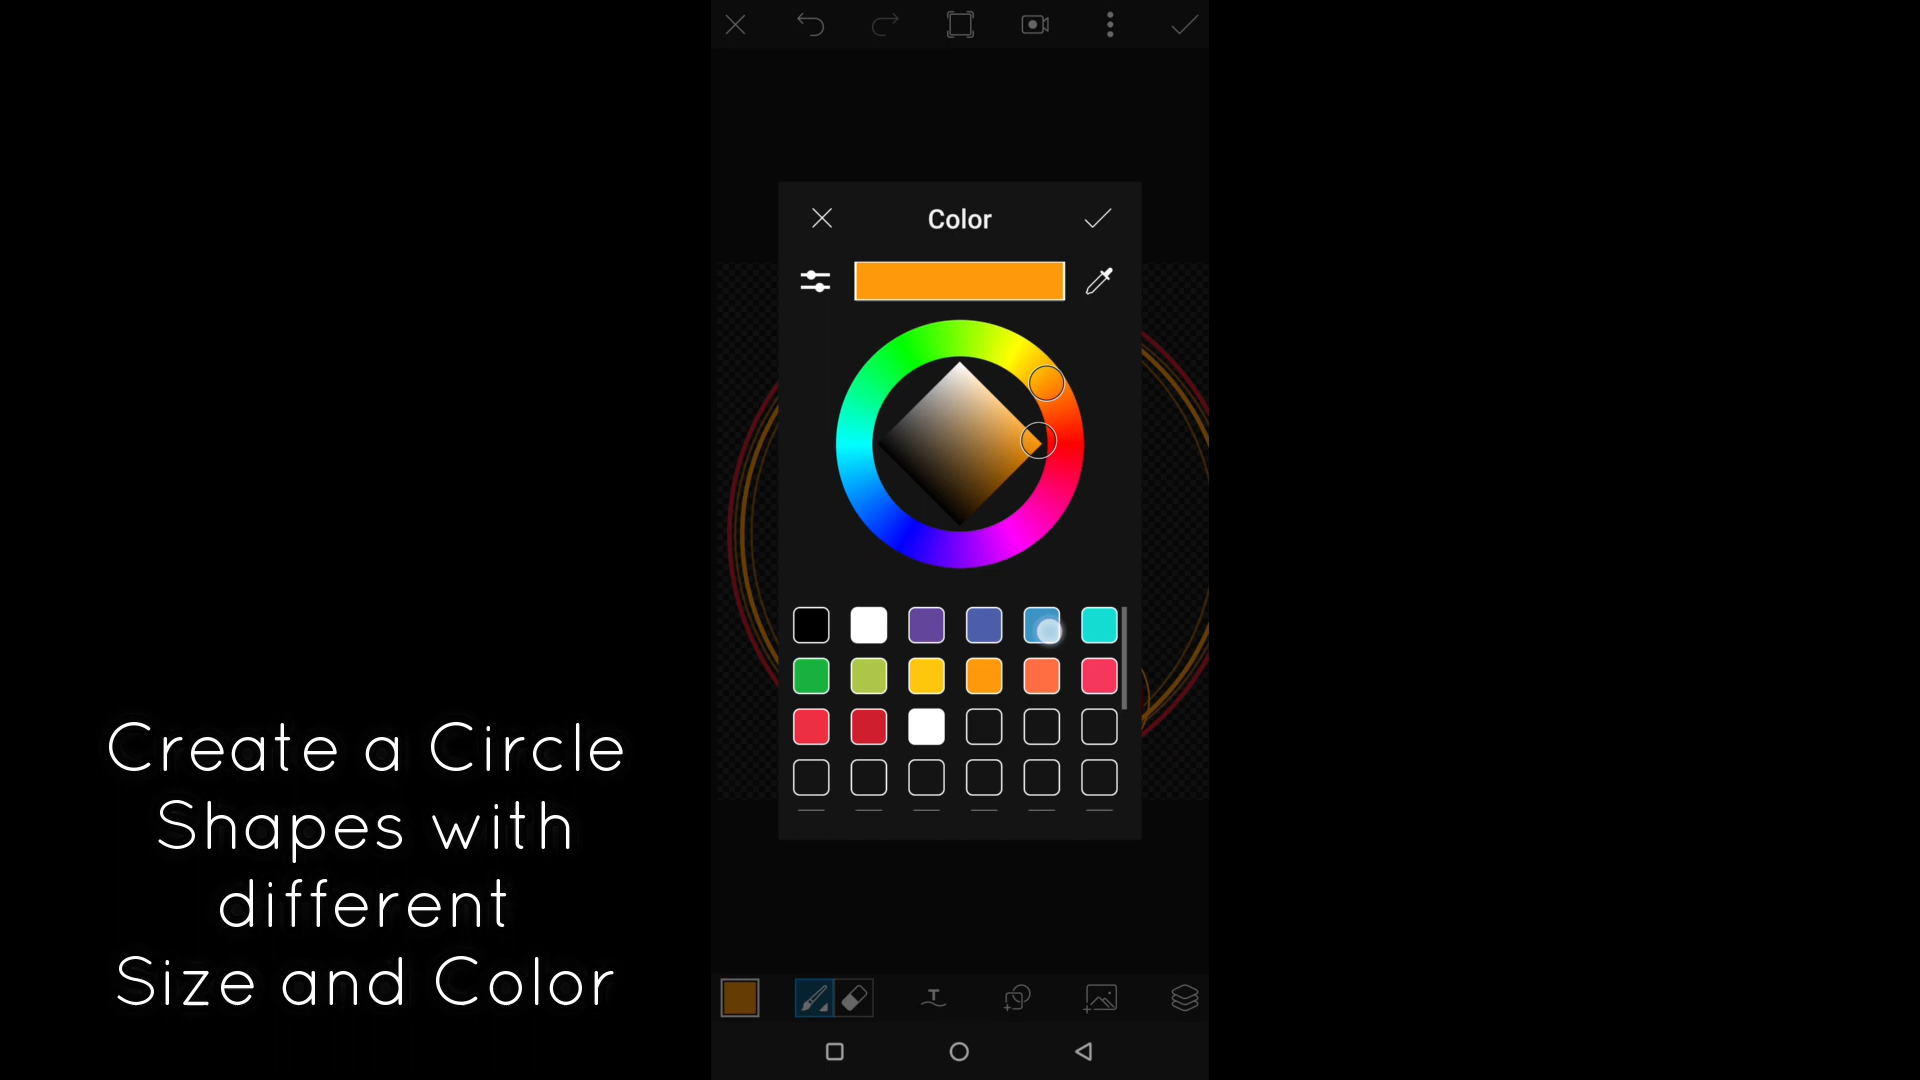 Color
Create a Circle
Shapes with
different
Size and Color